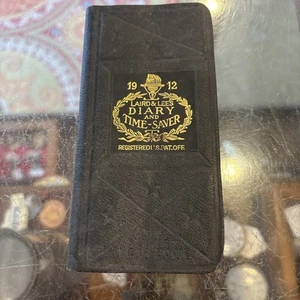 19 12
LAIRD & LEE'S
DIARY
AND
TIME-SAVER
REGISTERED U.S. PAT. OFF.